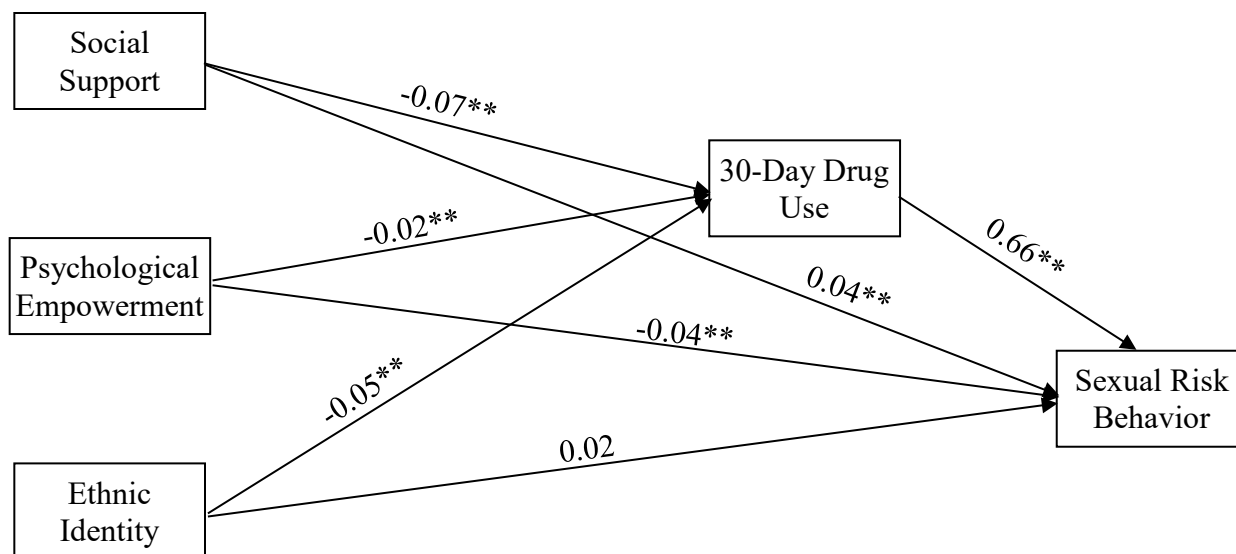 Social
Support
-0.07**
30-Day Drug
Use
-0.02**
0.66**
Psychological
Empowerment
0.04**
-0.04**
-0.05**
Sexual Risk
Behavior
0.02
Ethnic
Identity